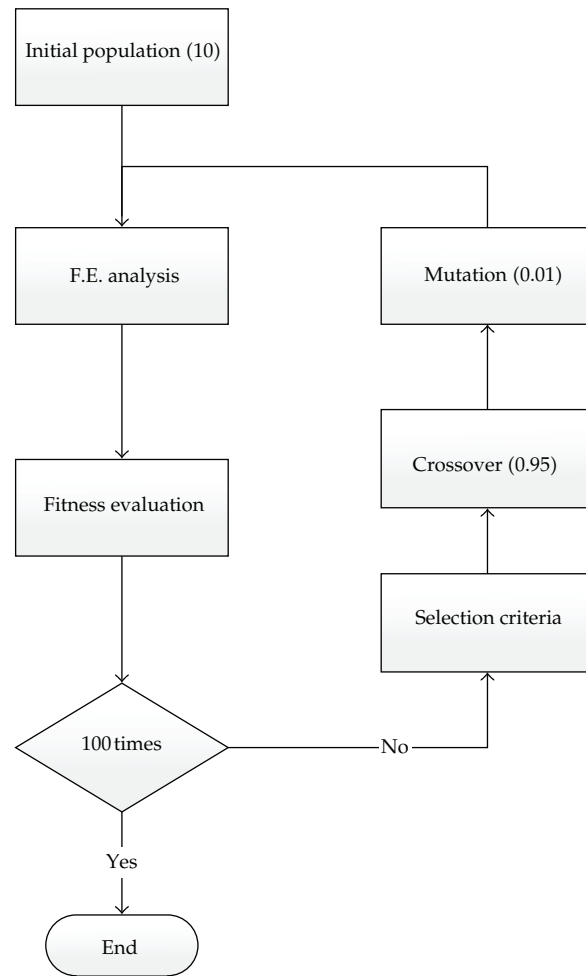 Initial population (10)
F.E. analysis
Mutation (0.01)
Fitness evaluation
Crossover (0.95)
Selection criteria
100 times
No
Yes
End